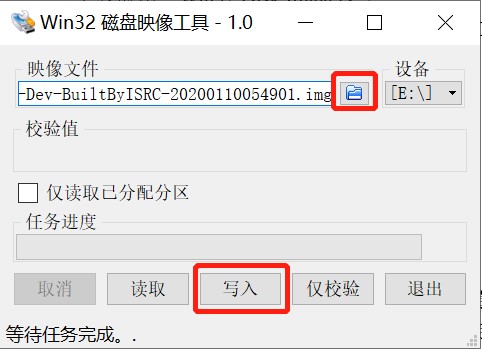 Win32 磁盘映像工具 - 1.0
映像文件
设备
-Dev-BuiltByISRC-20200110054901.img
[E:\]
校验值
仅读取已分配分区
任务进度
取消
读取
写入
仅校验
退出
等待任务完成。.